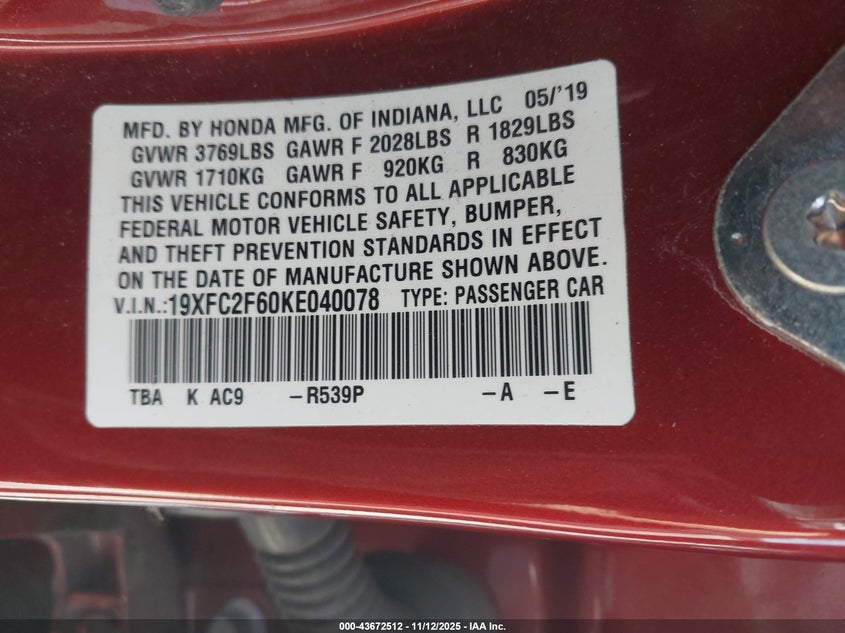 MFD. BY HONDA MFG. OF INDIANA, LLC 05/'19
GVWR 3769LBS GAWR F 2028LBS R 1829LBS
GVWR 1710KG GAWR F 920KG R 830KG
THIS VEHICLE CONFORMS TO ALL APPLICABLE
FEDERAL MOTOR VEHICLE SAFETY, BUMPER,
AND THEFT PREVENTION STANDARDS IN EFFECT
ON THE DATE OF MANUFACTURE SHOWN ABOVE.
V.I.N.:19XFC2F60KE040078 TYPE: PASSENGER CAR
TBA K AC9 -R539P -A -E
000-43672512 - 11/12/2025 - IAA Inc.